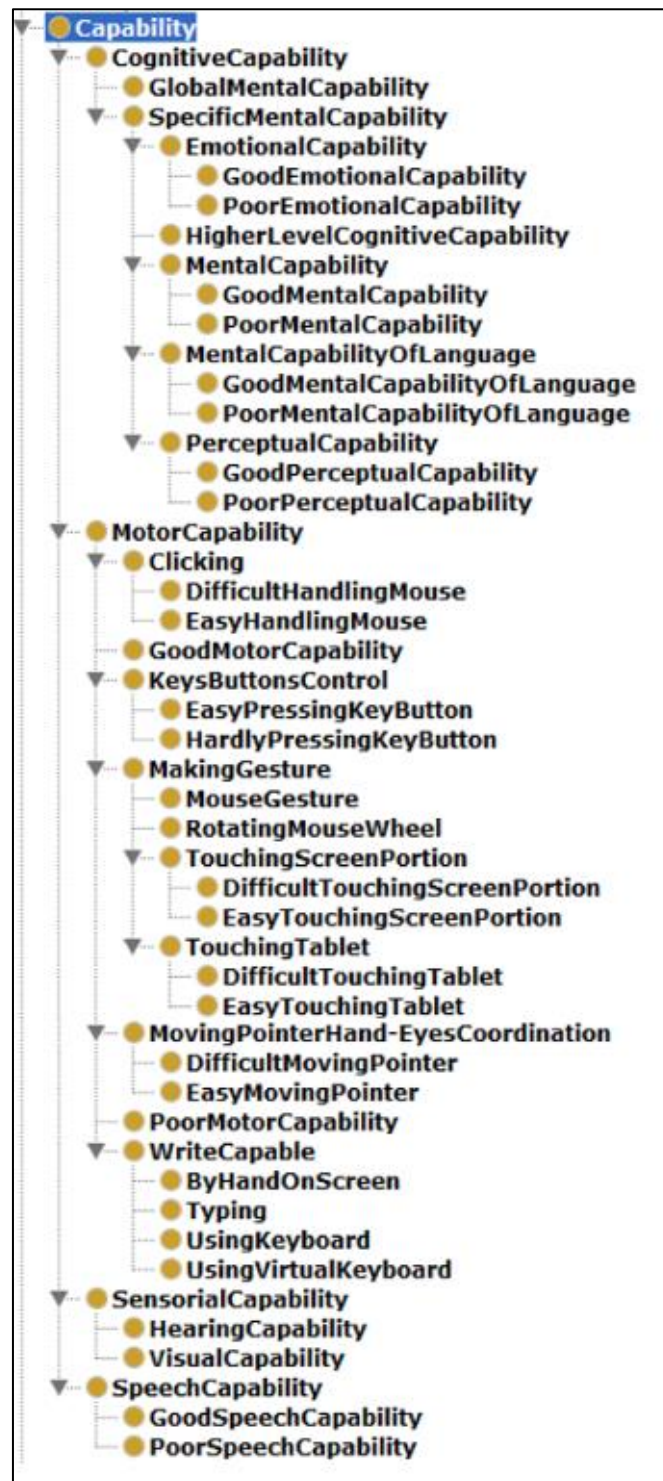 Capability
CognitiveCapability
GlobalMentalCapability
SpecificMentalCapability
EmotionalCapability
GoodEmotionalCapability
PoorEmotionalCapability
HigherLevelCognitiveCapability
MentalCapability
GoodMentalCapability
PoorMentalCapability
MentalCapabilityOfLanguage
GoodMentalCapabilityOfLanguage
PoorMentalCapabilityOfLanguage
PerceptualCapability
GoodPerceptualCapability
PoorPerceptualCapability
MotorCapability
Clicking
DifficultHandlingMouse
EasyHandlingMouse
GoodMotorCapability
KeysButtonsControl
EasyPressingKeyButton
HardlyPressingKeyButton
MakingGesture
MouseGesture
RotatingMouseWheel
TouchingScreenPortion
DifficultTouchingScreenPortion
EasyTouchingScreenPortion
TouchingTablet
DifficultTouchingTablet
EasyTouchingTablet
MovingPointerHand-EyesCoordination
DifficultMovingPointer
EasyMovingPointer
PoorMotorCapability
WriteCapable
ByHandOnScreen
Typing
UsingKeyboard
UsingVirtualKeyboard
SensorialCapability
HearingCapability
VisualCapability
SpeechCapability
GoodSpeechCapability
PoorSpeechCapability